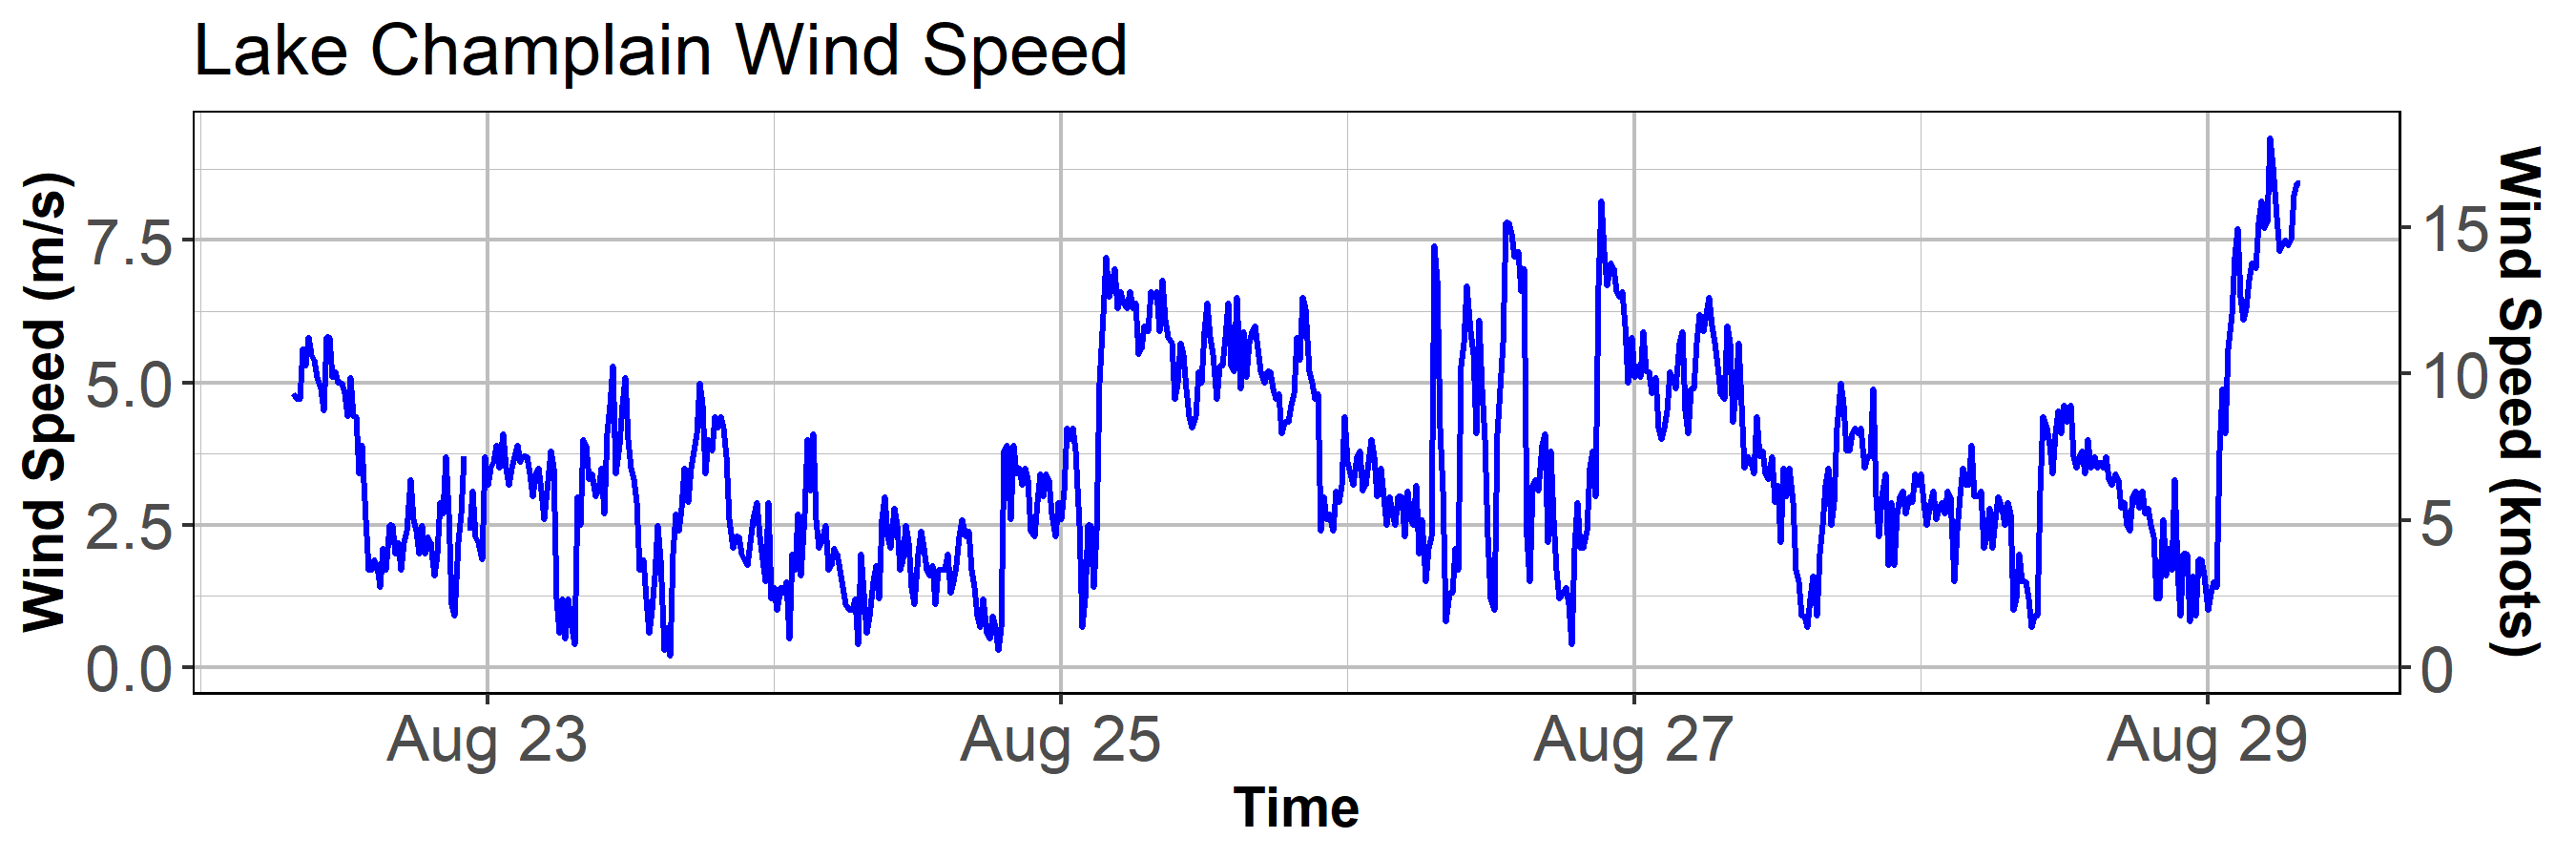 Lake Champlain Wind Speed
Wind Speed (m/s)
7.5
5.0
2.5
0.0
15
10
5
0
Wind Speed (knots)
Aug 23
Aug 25
Aug 27
Aug 29
Time